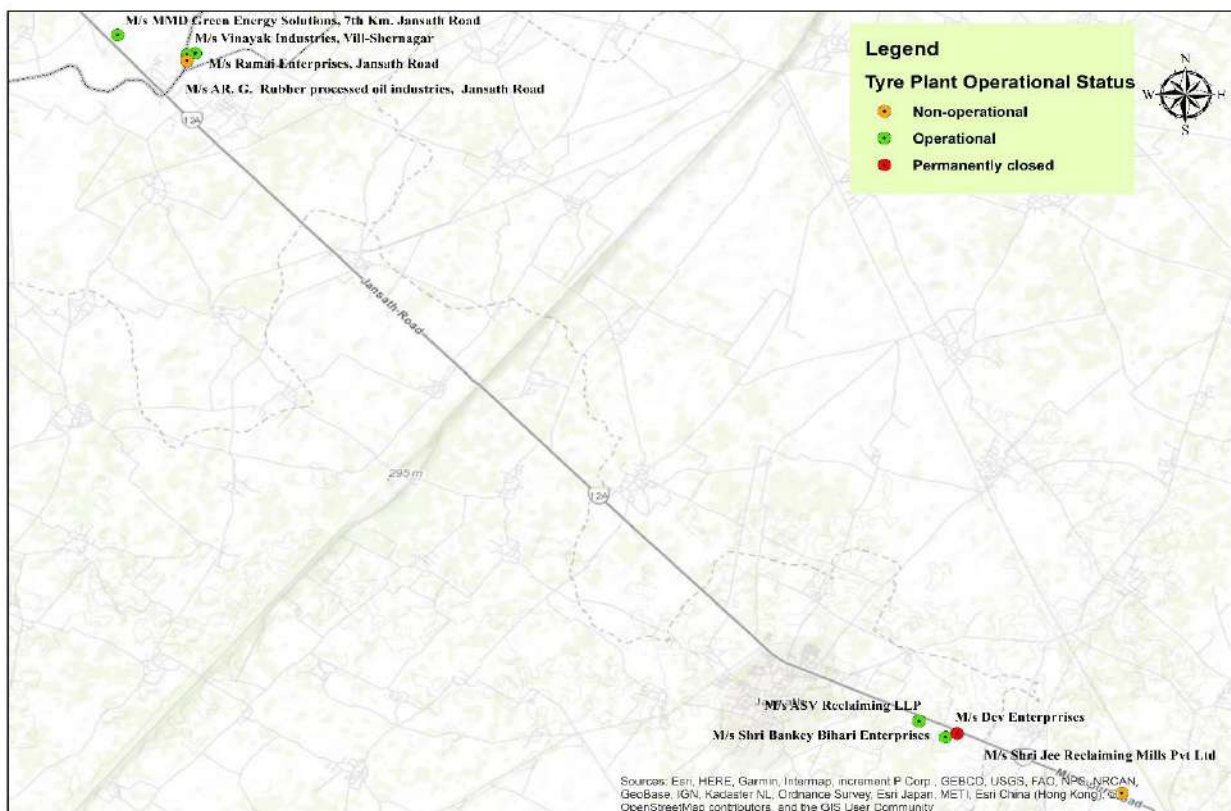 M/s MMD Green Energy Solutions, 7th Km. Jansath Road
M/s Vinayak Industries, Vill-Shernagar
M/s Ramai Enterprises, Jansath Road
M/s AR. G. Rubber processed oil industries, Jansath Road
12A
Legend
Tyre Plant Operational Status
Non-operational
Operational
Permanently closed
N
W E
S
Jansath Road
295 m
12A
M/s ASV Reclaiming LLP
M/s Dev Enterprises
M/s Shri Bankey Bihari Enterprises
M/s Shri Jee Reclaiming Mills Pvt Ltd
Road
Sources: Esri, HERE, Garmin, Intermap, increment P Corp., GEBCO, USGS, FAO, NPS, NRCAN,
GeoBase, IGN, Kadaster NL, Ordnance Survey, Esri Japan, METI, Esri China (Hong Kong), ©
OpenStreetMap contributors, and the GIS User Community